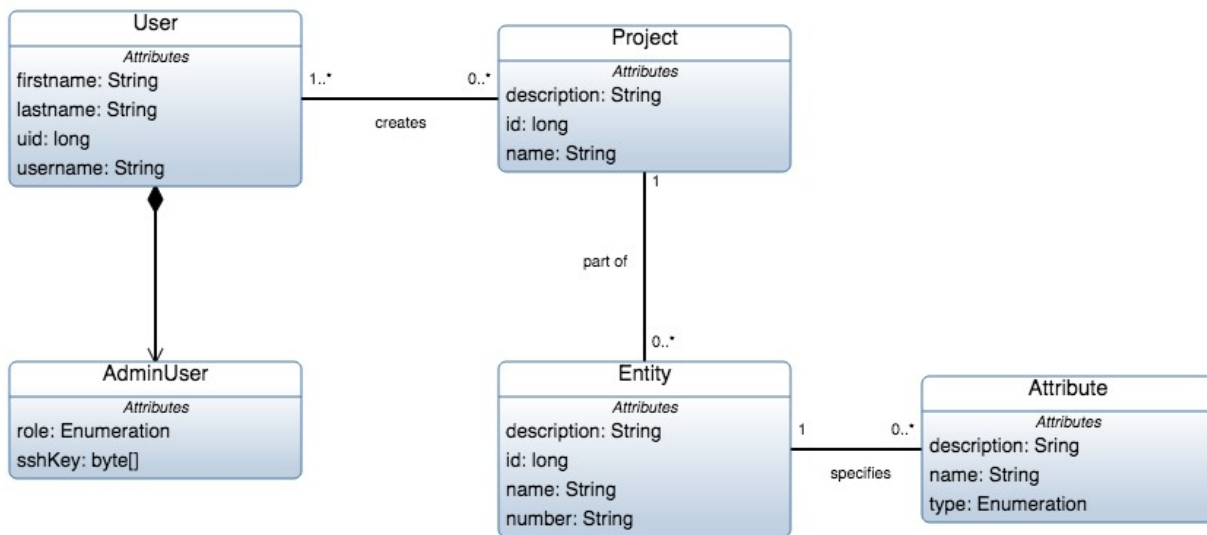 User
Attributes
firstname: String
lastname: String
uid: long
username: String
1..*
0..*
creates
Project
Attributes
description: String
id: long
name: String
1
part of
0..*
AdminUser
Attributes
role: Enumeration
sshKey: byte[]
Entity
Attributes
description: String
id: long
name: String
number: String
1
0..*
specifies
Attribute
Attributes
description: Sring
name: String
type: Enumeration